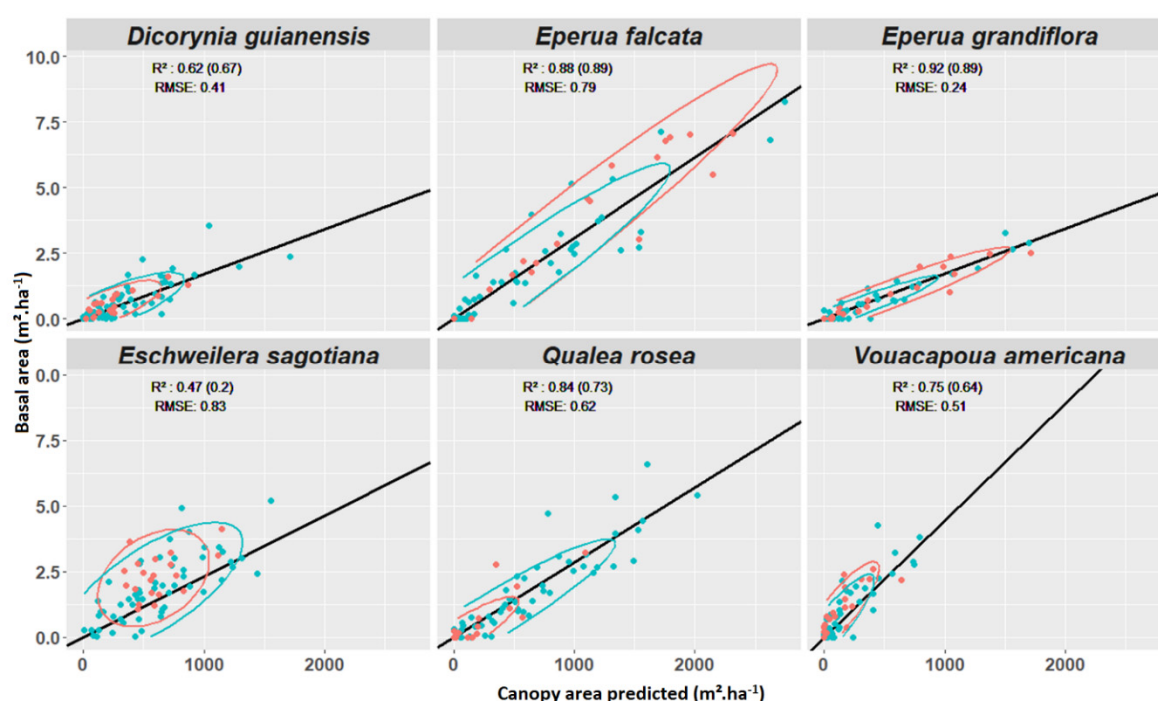 Dicorynia guianensis
Eperua falcata
Eperua grandiflora
R² : 0.62 (0.67)
RMSE: 0.41
R² : 0.88 (0.89)
RMSE: 0.79
R² : 0.92 (0.89)
RMSE: 0.24
10.0
7.5
5.0
2.5
0.0
Eschweilera sagotiana
Qualea rosea
Vouacapoua americana
R² : 0.47 (0.2)
RMSE: 0.83
R² : 0.84 (0.73)
RMSE: 0.62
R² : 0.75 (0.64)
RMSE: 0.51
0.0
7.5
5.0
2.5
0.0
Basal area (m².ha⁻¹)
0 1000 2000 0 1000 2000 0 1000 2000
Canopy area predicted (m².ha⁻¹)